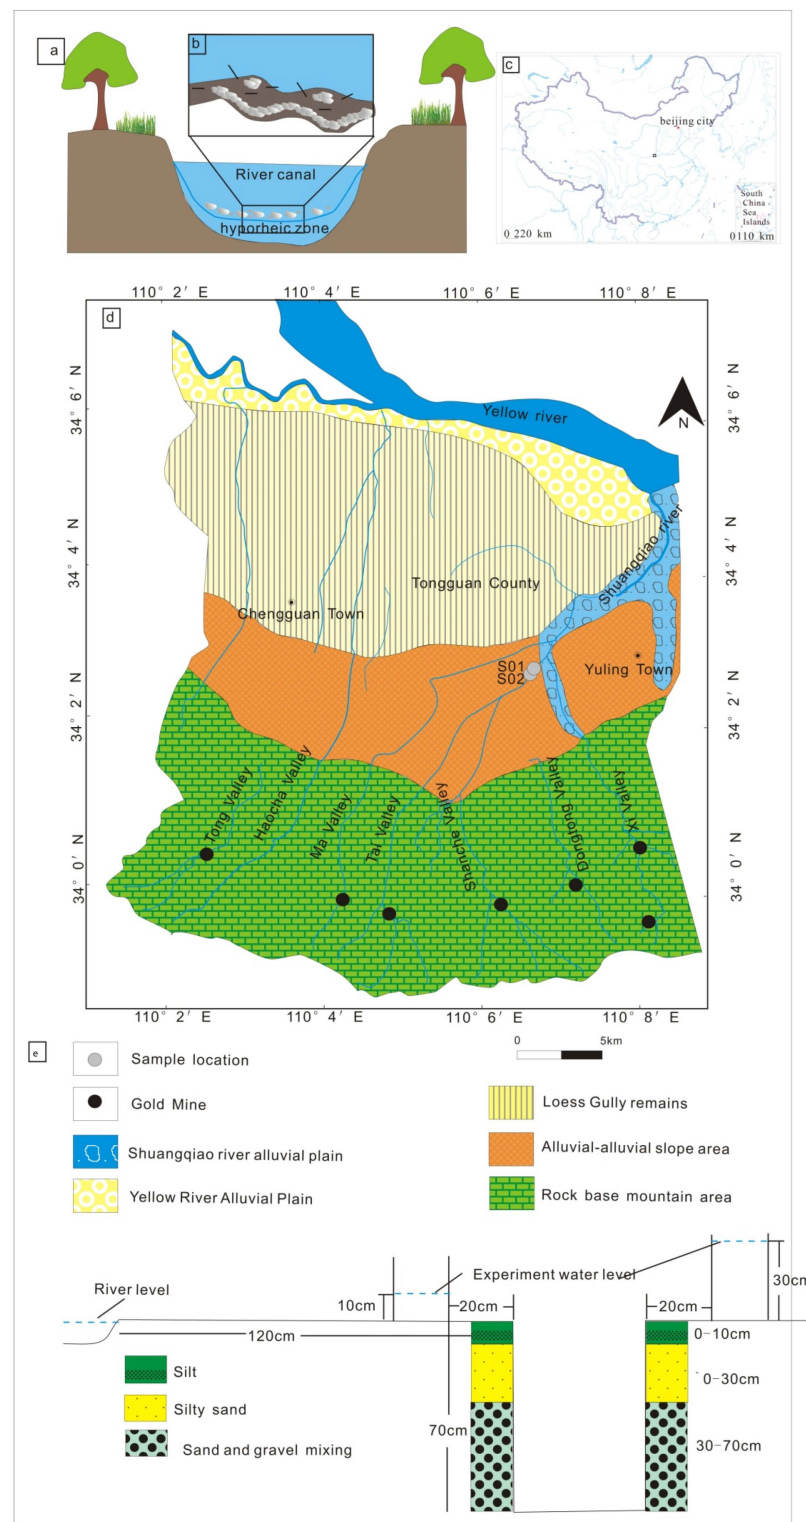 a
b
River canal
hyporheic zone
c
beijing city
South
China
Sea
Islands
0 220 km
0110 km
110° 2′ E
110° 4′ E
110° 6′ E
110° 8′ E
d
34° 6′ N
34° 6′ N
Yellow river
N
34° 4′ N
34° 4′ N
Shuangqiao river
Tongguan County
Chengguan Town
S01
S02
Yuling Town
34° 2′ N
34° 2′ N
Tong Valley
Haocha Valley
Ma Valley
Tai Valley
Shanche Valley
Dongtong Valley
Xi Valley
34° 0′ N
34° 0′ N
110° 2′ E
110° 4′ E
110° 6′ E
110° 8′ E
e
0
5km
Sample location
Gold Mine
Loess Gully remains
Shuangqiao river alluvial plain
Alluvial-alluvial slope area
Yellow River Alluvial Plain
Rock base mountain area
River level
Experiment water level
30cm
10cm
20cm
20cm
120cm
0-10cm
Silt
0-30cm
Silty sand
70cm
30-70cm
Sand and gravel mixing